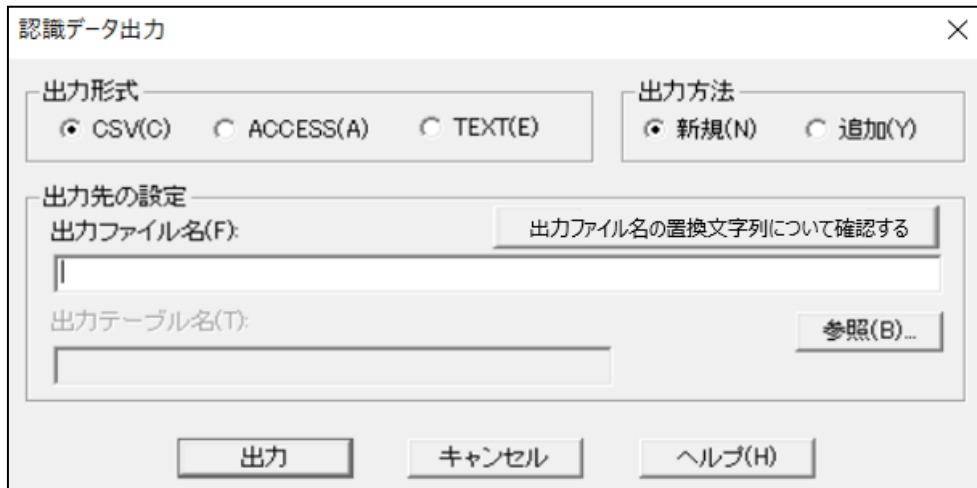 認識データ出力
出力形式
CSV(C) ACCESS(A) TEXT(E)
出力方法
新規(N) 追加(Y)
出力先の設定
出力ファイル名(F):
出力ファイル名の置換文字列について確認する
出力テーブル名(T):
参照(B)...
出力 キャンセル ヘルプ(H)